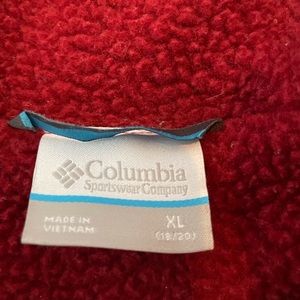 Columbia
Sportswear Company
MADE IN
VIETNAM
XL
(18/20)